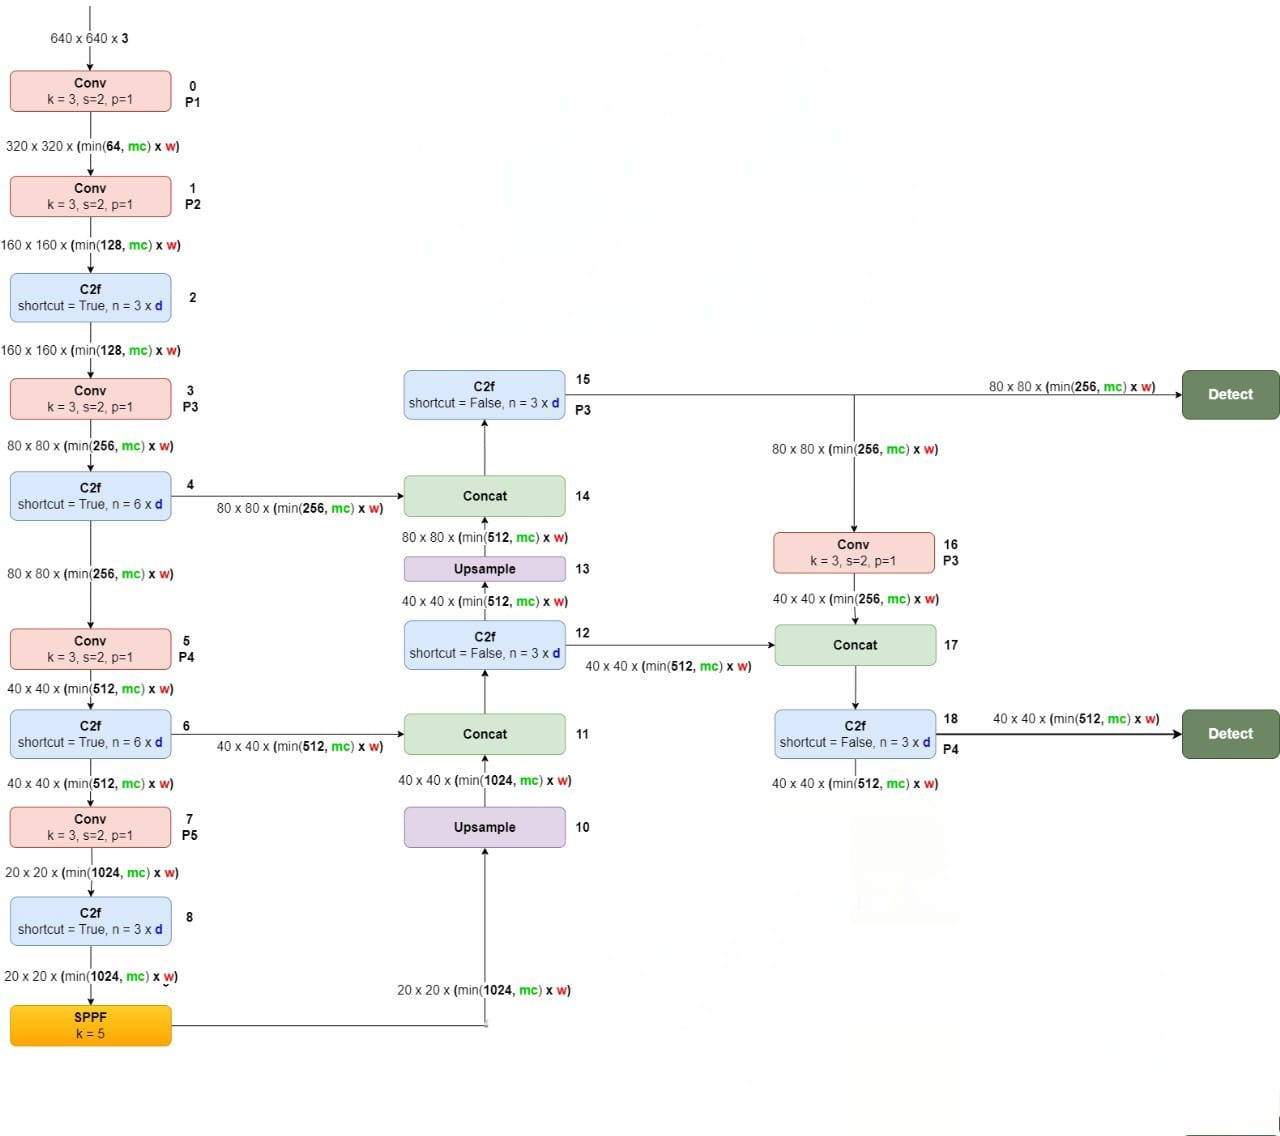 640 x 640 x 3
Conv
k = 3, s=2, p=1
0
P1
320 x 320 x (min(64, mc) x w)
Conv
k = 3, s=2, p=1
1
P2
160 x 160 x (min(128, mc) x w)
C2f
shortcut = True, n = 3 x d
2
160 x 160 x (min(128, mc) x w)
Conv
k = 3, s=2, p=1
3
P3
80 x 80 x (min(256, mc) x w)
C2f
shortcut = True, n = 6 x d
4
80 x 80 x (min(256, mc) x w)
80 x 80 x (min(256, mc) x w)
Conv
k = 3, s=2, p=1
5
P4
40 x 40 x (min(512, mc) x w)
C2f
shortcut = True, n = 6 x d
6
40 x 40 x (min(512, mc) x w)
40 x 40 x (min(512, mc) x w)
Conv
k = 3, s=2, p=1
7
P5
20 x 20 x (min(1024, mc) x w)
C2f
shortcut = True, n = 3 x d
8
20 x 20 x (min(1024, mc) x w)
SPPF
k = 5
C2f
shortcut = False, n = 3 x d
15
P3
Concat
14
80 x 80 x (min(512, mc) x w)
Upsample
13
40 x 40 x (min(512, mc) x w)
C2f
shortcut = False, n = 3 x d
12
40 x 40 x (min(512, mc) x w)
Concat
11
40 x 40 x (min(1024, mc) x w)
Upsample
10
20 x 20 x (min(1024, mc) x w)
80 x 80 x (min(256, mc) x w)
Detect
80 x 80 x (min(256, mc) x w)
Conv
k = 3, s=2, p=1
16
P3
40 x 40 x (min(256, mc) x w)
Concat
17
C2f
shortcut = False, n = 3 x d
18
P4
40 x 40 x (min(512, mc) x w)
Detect
40 x 40 x (min(512, mc) x w)